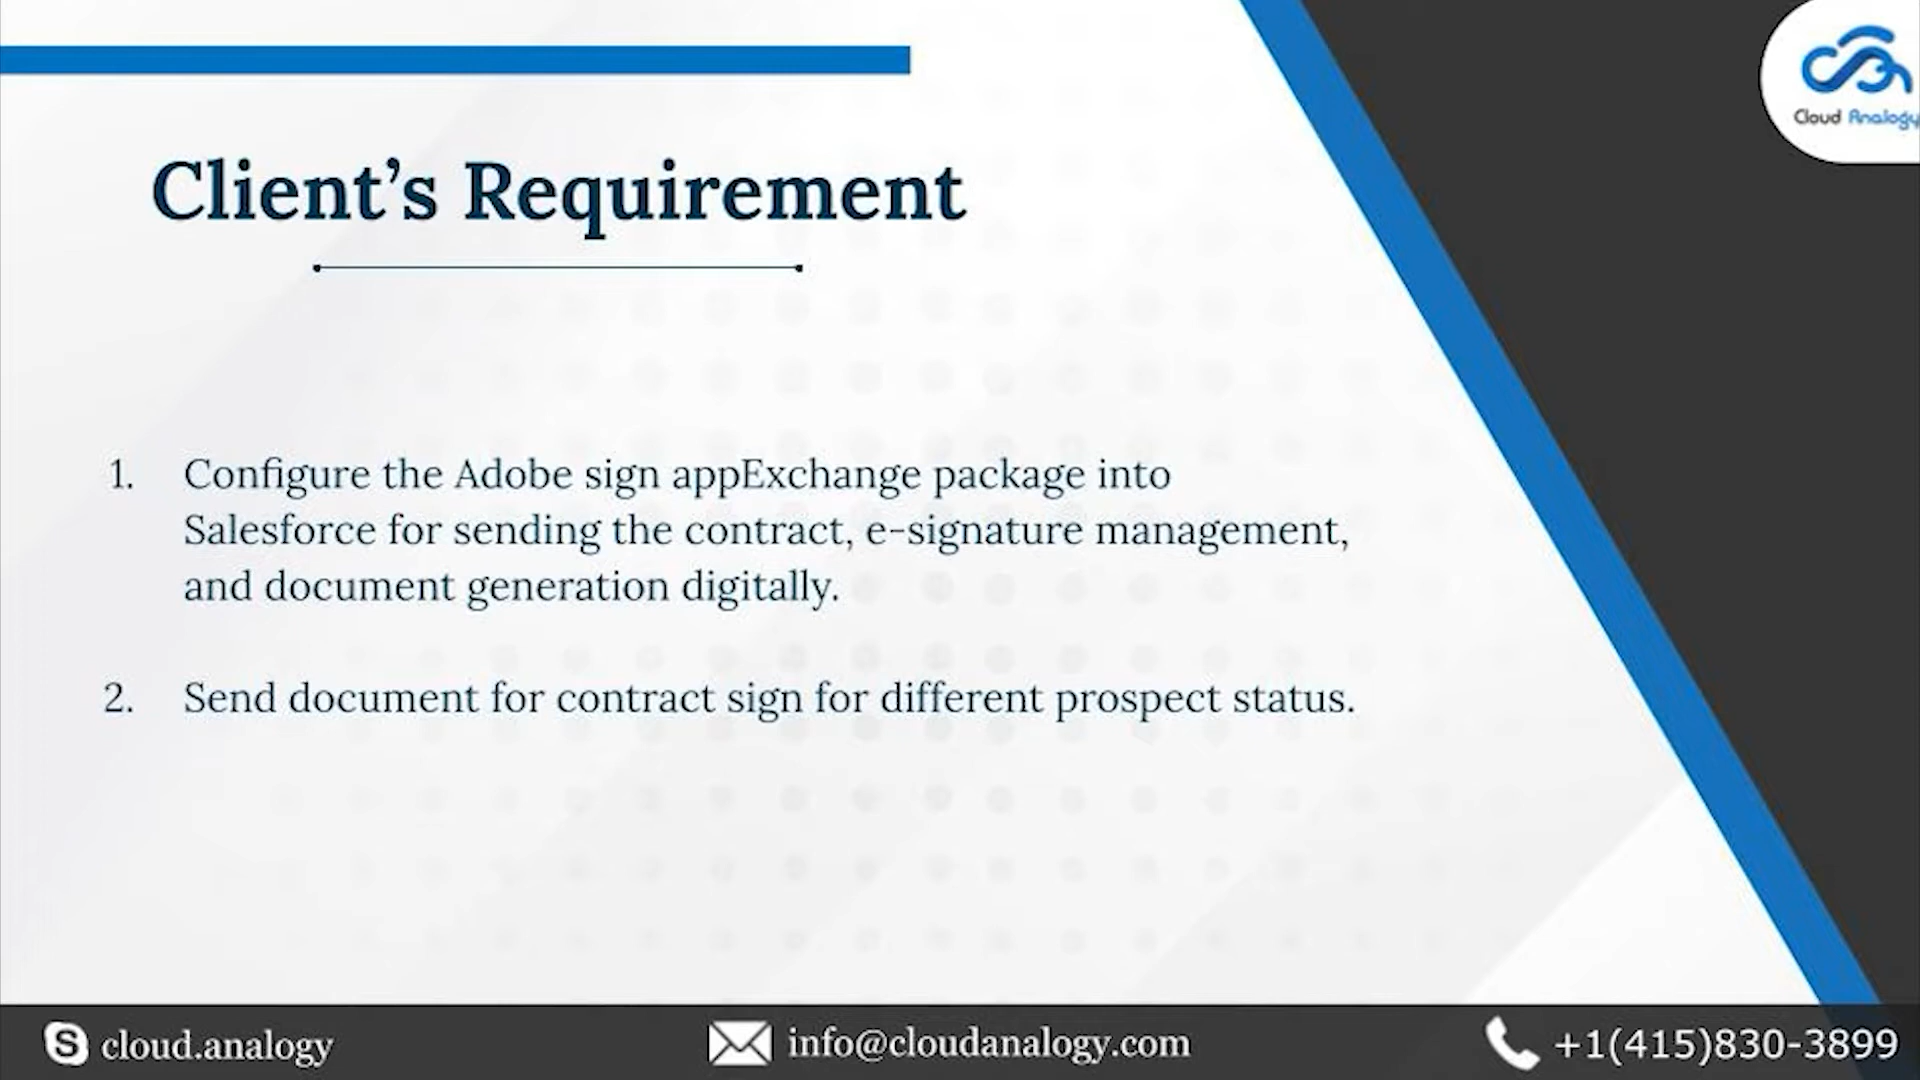 Cloud Analogy
Client's Requirement
1. Configure the Adobe sign appExchange package into
Salesforce for sending the contract, e-signature management,
and document generation digitally.
2. Send document for contract sign for different prospect status.
cloud.analogy
info@cloudanalogy.com
+1(415)830-3899